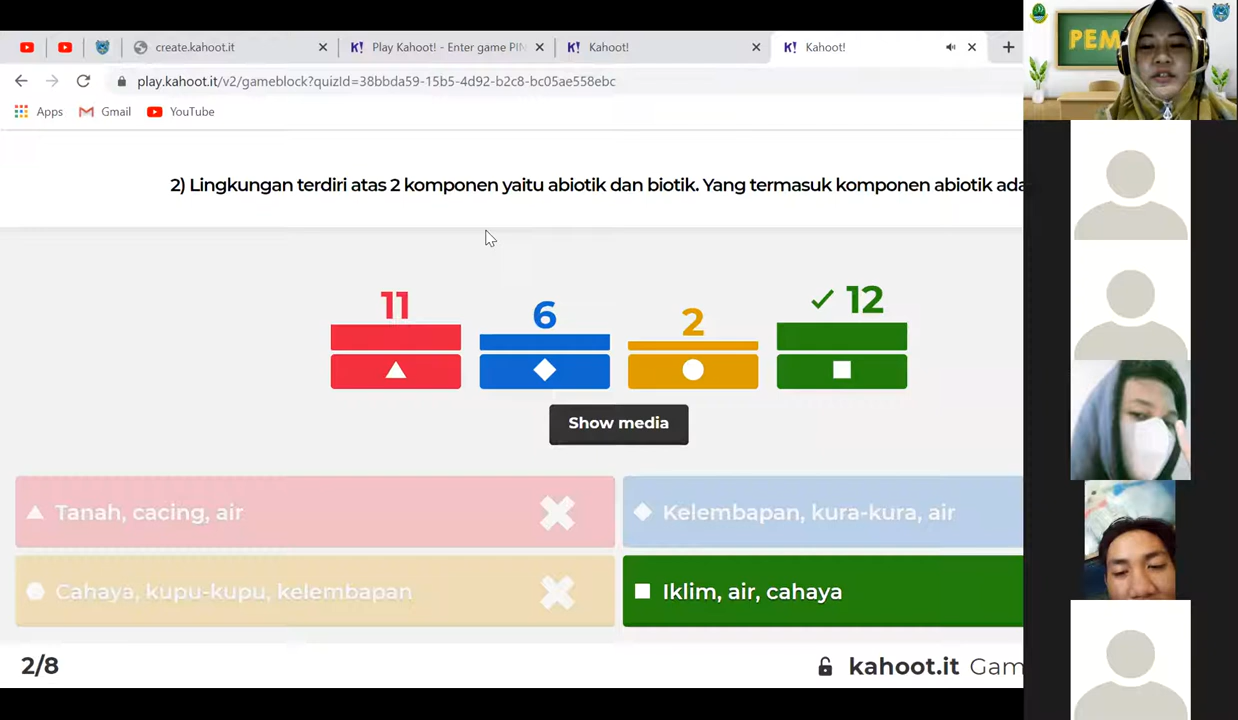 create.kahoot.it
K! Play Kahoot! - Enter game PIN
K! Kahoot!
K! Kahoot!
play.kahoot.it/v2/gameblock?quizId=38bbda59-15b5-4d92-b2c8-bc05ae558ebc
Apps
Gmail
YouTube
PEM
2) Lingkungan terdiri atas 2 komponen yaitu abiotik dan biotik. Yang termasuk komponen abiotik ada
11
6
2
12
Show media
Tanah, cacing, air
Kelembapan, kura-kura, air
Cahaya, kupu-kupu, kelembapan
Iklim, air, cahaya
2/8
kahoot.it Gam